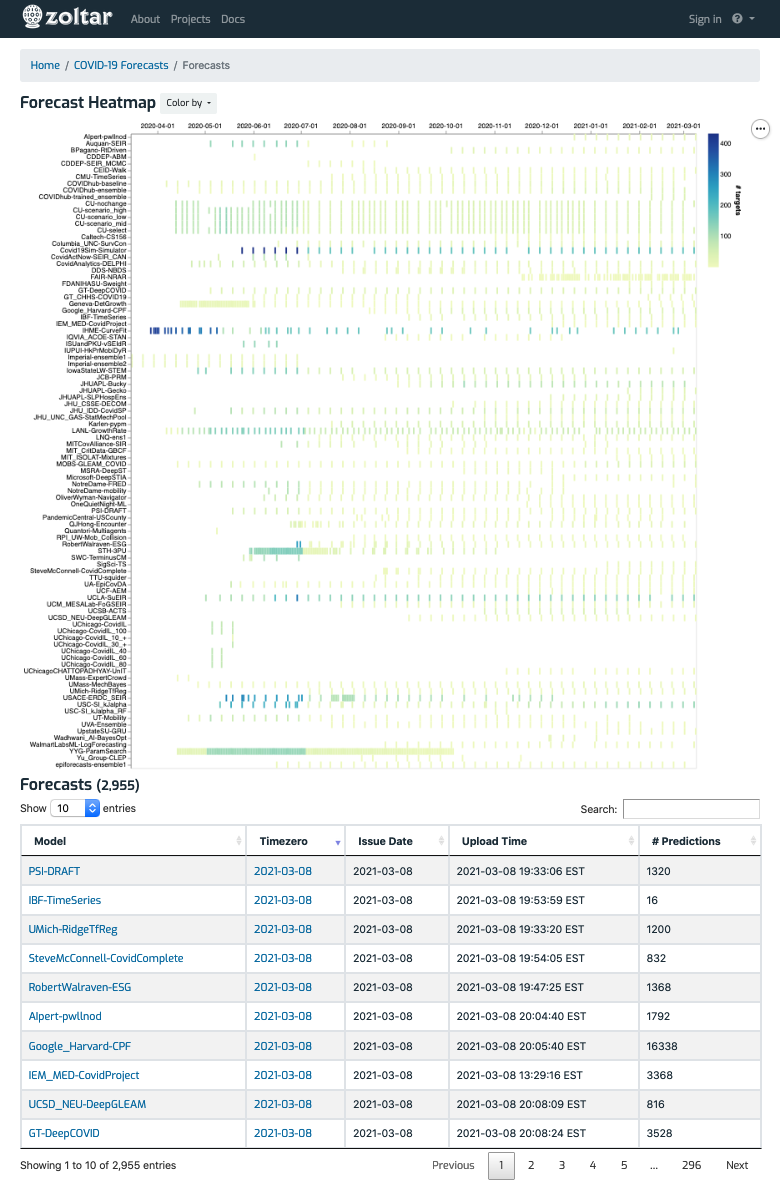 zoltar About Projects Docs Sign in
Home / COVID-19 Forecasts / Forecasts
Forecast Heatmap Color by
2020-04-01 2020-05-01 2020-06-01 2020-07-01 2020-08-01 2020-09-01 2020-10-01 2020-11-01 2020-12-01 2021-01-01 2021-02-01 2021-03-01
Alpert-pwllnod
Auquan-SEIR
BPagano-RtDriven
CDDEP-ABM
CDDEP-SEIR_MCMC
CEID-Walk
CMU-TimeSeries
COVIDhub-baseline
COVIDhub-ensemble
COVIDhub-trained_ensemble
CU-nochange
CU-scenario_high
CU-scenario_low
CU-scenario_mid
CU-select
Caltech-CS156
Columbia_UNC-SurvCon
Covid19Sim-Simulator
CovidActNow-SEIR_CAN
CovidAnalytics-DELPHI
DDS-NBDS
FAIR-NRAR
FDANIHASU-Sweight
GT-DeepCOVID
GT_CHHS-COVID19
Geneva-DetGrowth
Google_Harvard-CPF
IBF-TimeSeries
IEM_MED-CovidProject
IHME-CurveFit
IQVIA_ACOE-STAN
ISUandPKU-vSEIdR
IUPUI-HkPrMobiDyR
Imperial-ensemble1
Imperial-ensemble2
IowaStateLW-STEM
JCB-PRM
JHUAPL-Bucky
JHUAPL-Gecko
JHUAPL-SLPHospEns
JHU_CSSE-DECOM
JHU_IDD-CovidSP
JHU_UNC_GAS-StatMechPool
Karlen-pypm
LANL-GrowthRate
LNQ-ens1
MITCovAlliance-SIR
MIT_CritData-GBCF
MIT_ISOLAT-Mixtures
MOBS-GLEAM_COVID
MSRA-DeepST
Microsoft-DeepSTIA
NotreDame-FRED
NotreDame-mobility
OliverWyman-Navigator
OneQuietNight-ML
PSI-DRAFT
PandemicCentral-USCounty
QJHong-Encounter
Quantori-Multiagents
RPI_UW-Mob_Collision
RobertWalraven-ESG
STH-3PU
SWC-TerminusCM
SigSci-TS
SteveMcConnell-CovidComplete
TTU-squider
UA-EpiCovDA
UCF-AEM
UCLA-SuEIR
UCM_MESALab-FoGSEIR
UCSB-ACTS
UCSD_NEU-DeepGLEAM
UChicago-CovidIL
UChicago-CovidIL_100
UChicago-CovidIL_10_+
UChicago-CovidIL_30_+
UChicago-CovidIL_40
UChicago-CovidIL_60
UChicago-CovidIL_80
UChicagoCHATTOPADHYAY-UnIT
UMass-ExpertCrowd
UMass-MechBayes
UMich-RidgeTfReg
USACE-ERDC_SEIR
USC-SI_kJalpha
USC-SI_kJalpha_RF
UT-Mobility
UVA-Ensemble
UpstateSU-GRU
Wadhwani_AI-BayesOpt
WalmartLabsML-LogForecasting
YYG-ParamSearch
Yu_Group-CLEP
epiforecasts-ensemble1
400
300
200
100
# targets
Forecasts (2,955)
Show 10 entries Search:
Model Timezero Issue Date Upload Time # Predictions
PSI-DRAFT 2021-03-08 2021-03-08 2021-03-08 19:33:06 EST 1320
IBF-TimeSeries 2021-03-08 2021-03-08 2021-03-08 19:53:59 EST 16
UMich-RidgeTfReg 2021-03-08 2021-03-08 2021-03-08 19:33:20 EST 1200
SteveMcConnell-CovidComplete 2021-03-08 2021-03-08 2021-03-08 19:54:05 EST 832
RobertWalraven-ESG 2021-03-08 2021-03-08 2021-03-08 19:47:25 EST 1368
Alpert-pwllnod 2021-03-08 2021-03-08 2021-03-08 20:04:40 EST 1792
Google_Harvard-CPF 2021-03-08 2021-03-08 2021-03-08 20:05:40 EST 16338
IEM_MED-CovidProject 2021-03-08 2021-03-08 2021-03-08 13:29:16 EST 3368
UCSD_NEU-DeepGLEAM 2021-03-08 2021-03-08 2021-03-08 20:08:09 EST 816
GT-DeepCOVID 2021-03-08 2021-03-08 2021-03-08 20:08:24 EST 3528
Showing 1 to 10 of 2,955 entries Previous 1 2 3 4 5 ... 296 Next